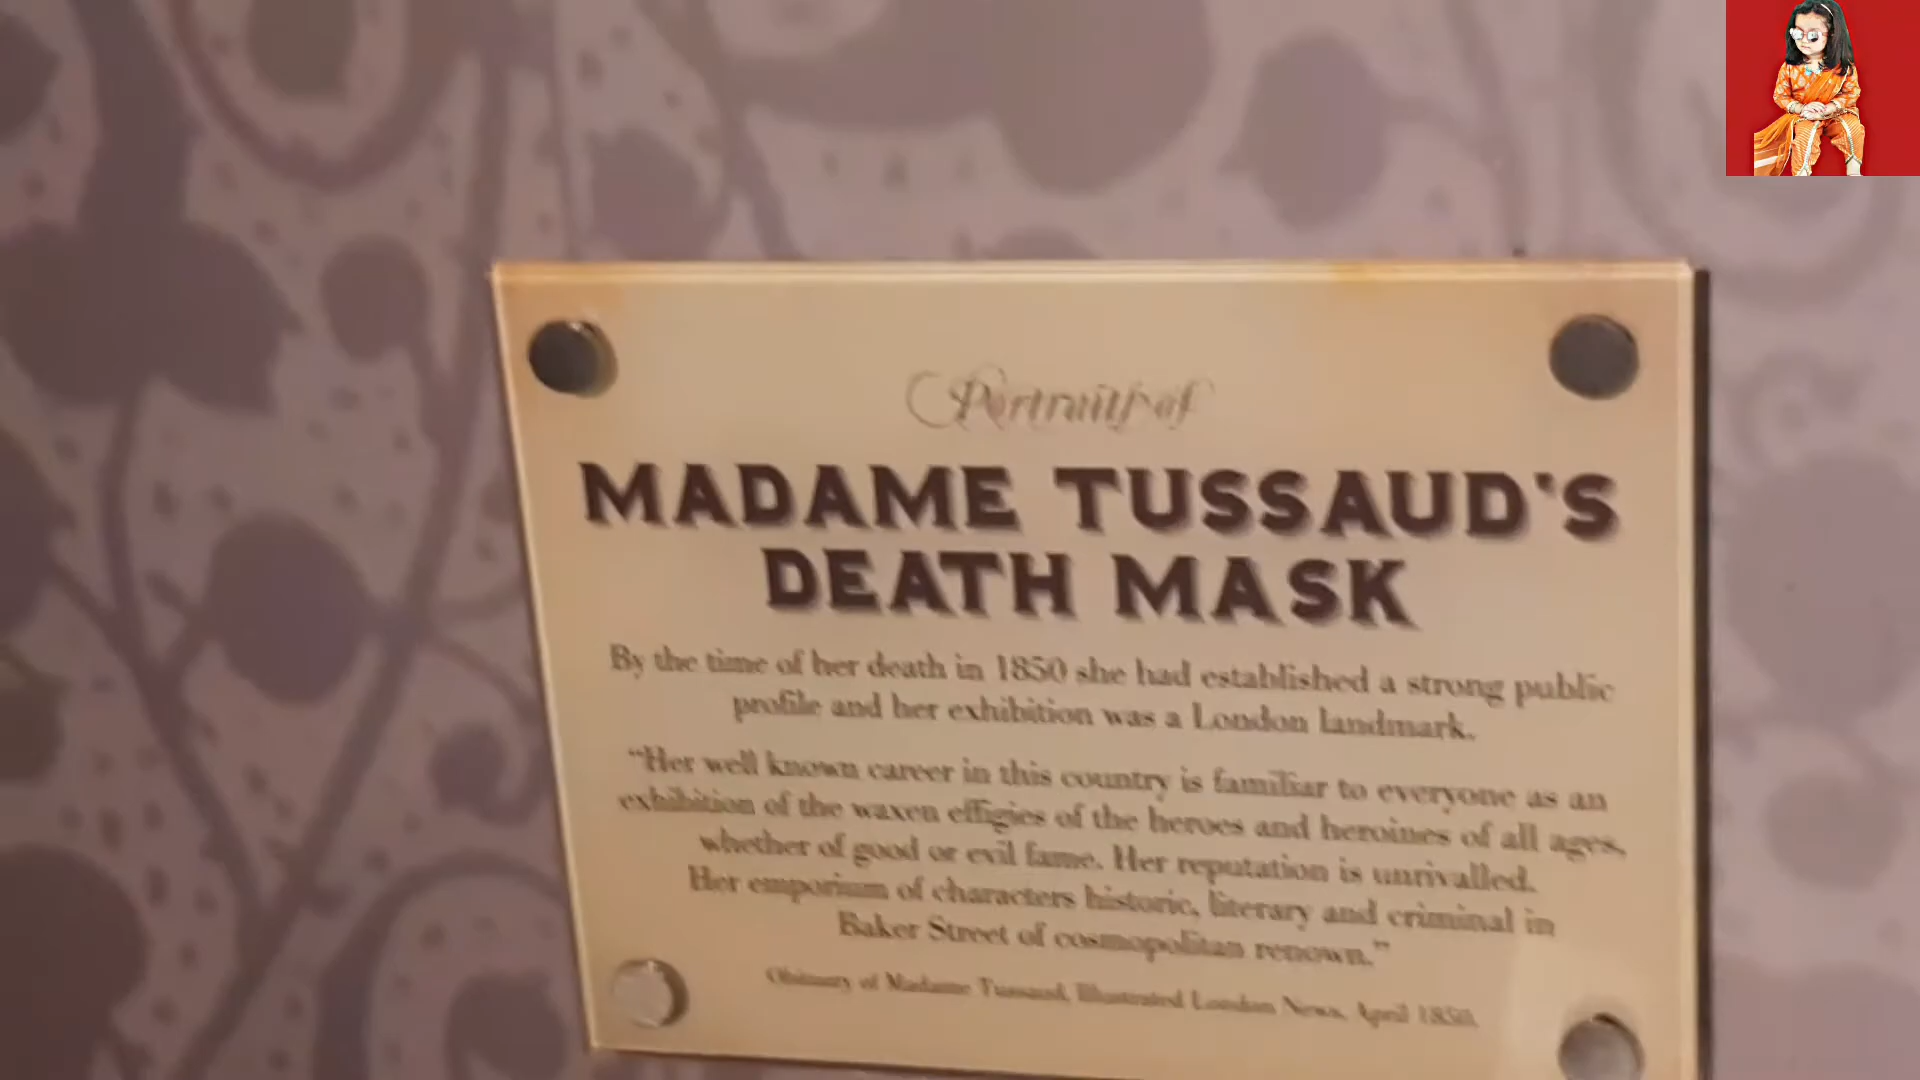 Portraits of
MADAME TUSSAUD'S
DEATH MASK
By the time of her death in 1850 she had established a strong public
profile and her exhibition was a London landmark.
“Her well known career in this country is familiar to everyone as an
exhibition of the waxen effigies of the heroes and heroines of all ages,
whether of good or evil fame. Her reputation is unrivalled.
Her emporium of characters historic, literary and criminal in
Baker Street of cosmopolitan renown.”
Obituary of Madame Tussaud, Illustrated London News, April 1850.